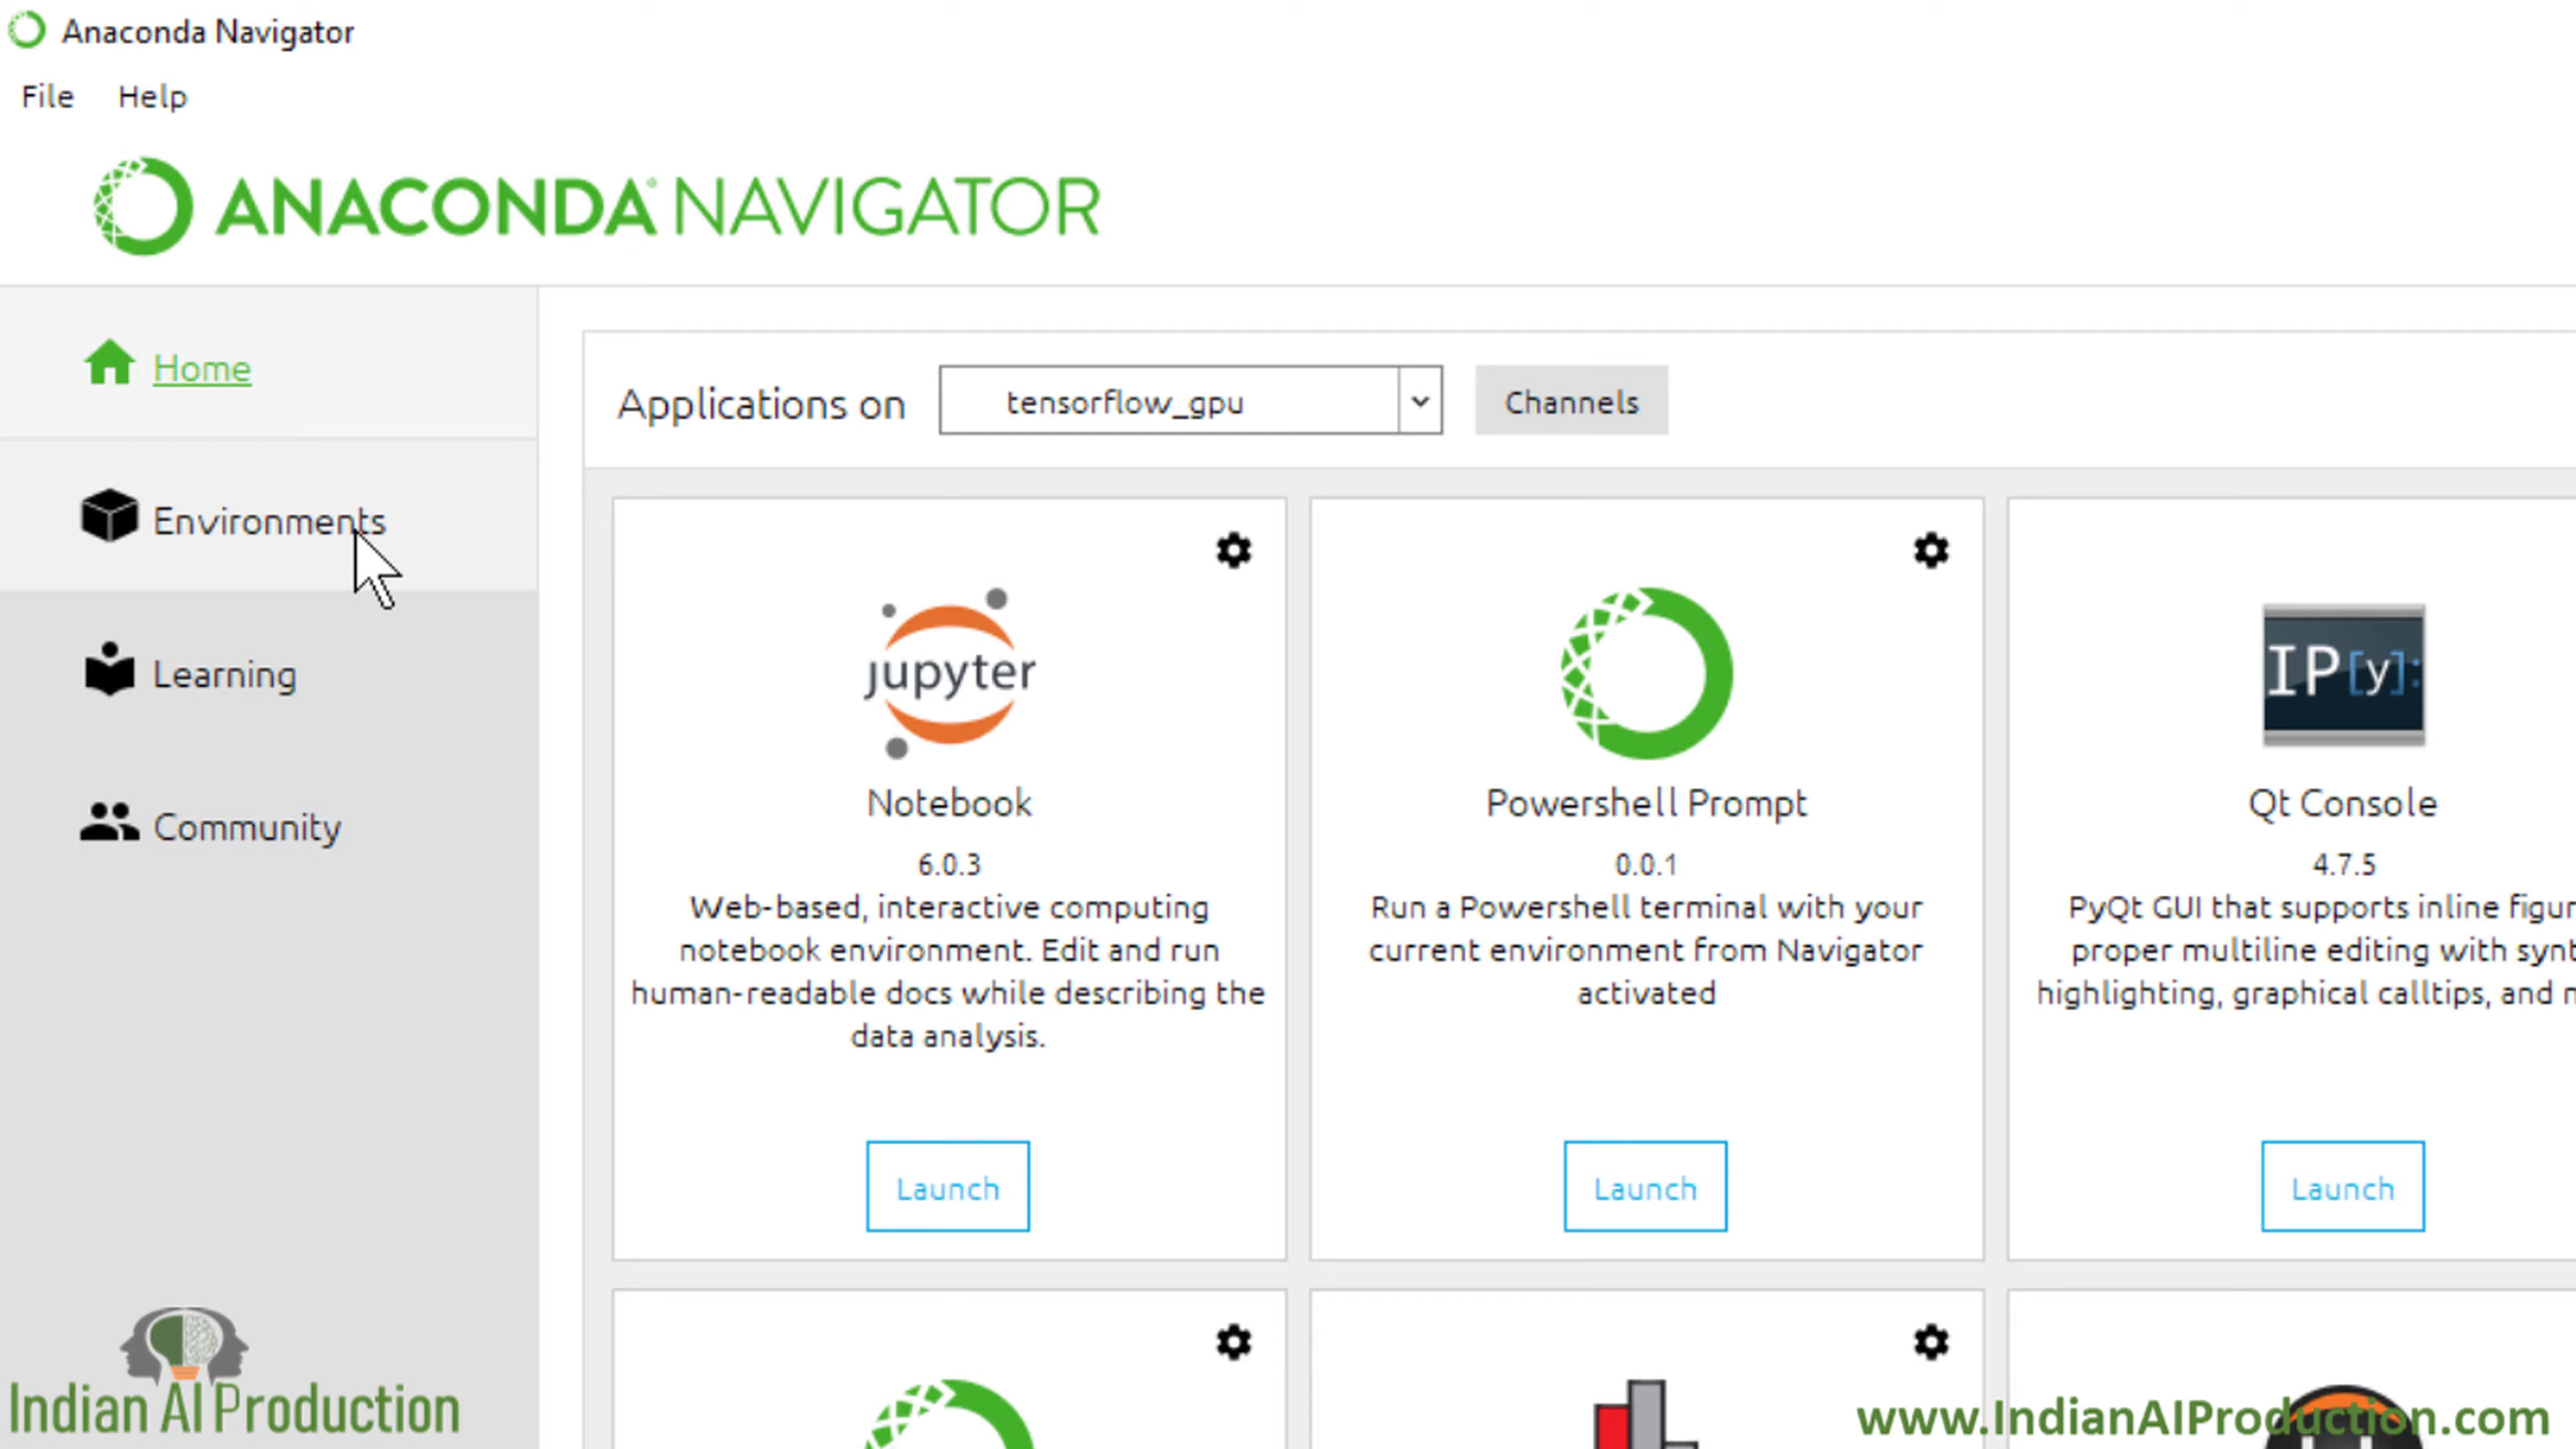 Anaconda Navigator
File Help
ANACONDA NAVIGATOR
Home
Environments
Learning
Community
Applications on tensorflow_gpu Channels
jupyter
Notebook
6.0.3
Web-based, interactive computing
notebook environment. Edit and run
human-readable docs while describing the
data analysis.
Launch
Powershell Prompt
0.0.1
Run a Powershell terminal with your
current environment from Navigator
activated
Launch
IP[y]:
Qt Console
4.7.5
PyQt GUI that supports inline figur
proper multiline editing with synt
highlighting, graphical calltips, and
Launch
Indian AI Production
www.IndianAIProduction.com